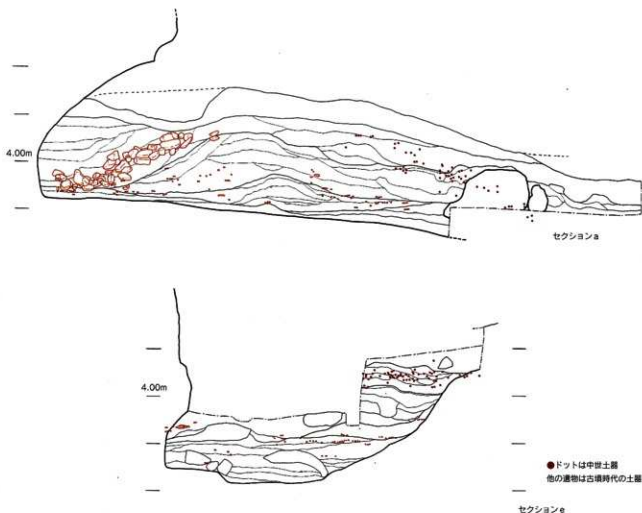 4.00m
セクションa
4.00m
●ドットは中世土器
他の遺物は古墳時代の土器
セクションe